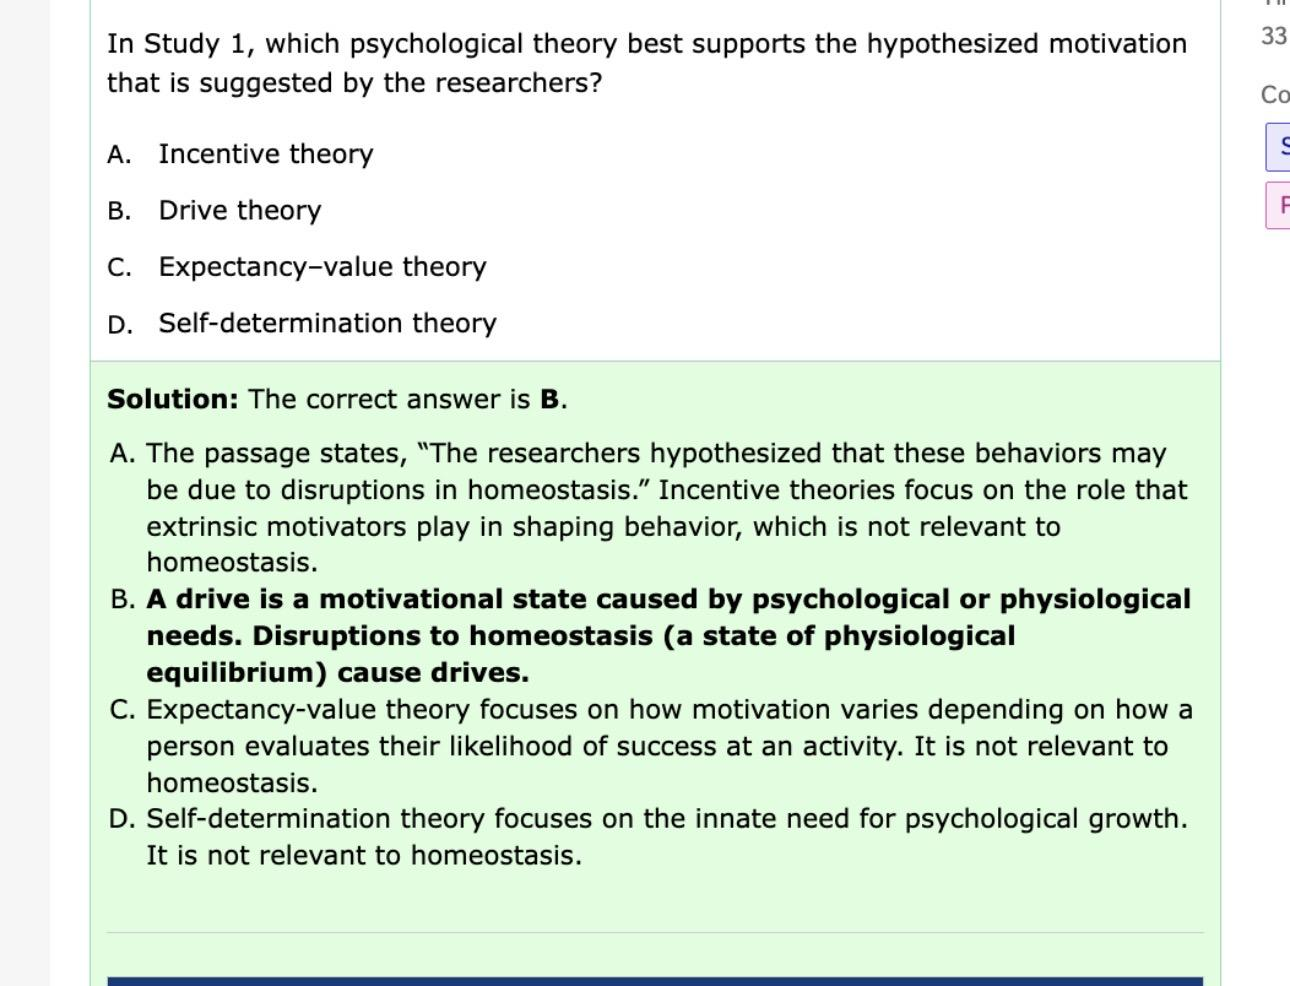 In Study 1, which psychological theory best supports the hypothesized motivation
that is suggested by the researchers?
A. Incentive theory
B. Drive theory
C. Expectancy–value theory
D. Self-determination theory
Solution: The correct answer is B.
A. The passage states, “The researchers hypothesized that these behaviors may
be due to disruptions in homeostasis.” Incentive theories focus on the role that
extrinsic motivators play in shaping behavior, which is not relevant to
homeostasis.
B. A drive is a motivational state caused by psychological or physiological
needs. Disruptions to homeostasis (a state of physiological
equilibrium) cause drives.
C. Expectancy-value theory focuses on how motivation varies depending on how a
person evaluates their likelihood of success at an activity. It is not relevant to
homeostasis.
D. Self-determination theory focuses on the innate need for psychological growth.
It is not relevant to homeostasis.
33
Co